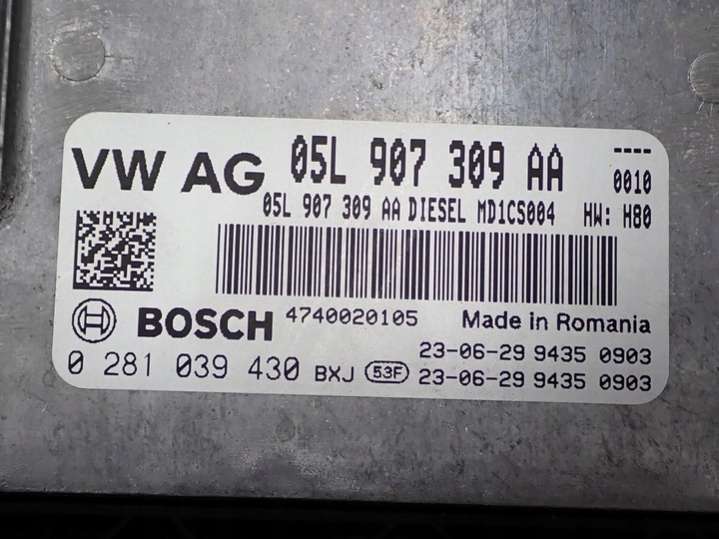 VW AG 05L 907 309 AA ----
0010
05L 907 309 AA DIESEL MD1CS004 HW: H80
BOSCH 4740020105 Made in Romania
23-06-29 9435 0903
0 281 039 430 BXJ 53F 23-06-29 9435 0903